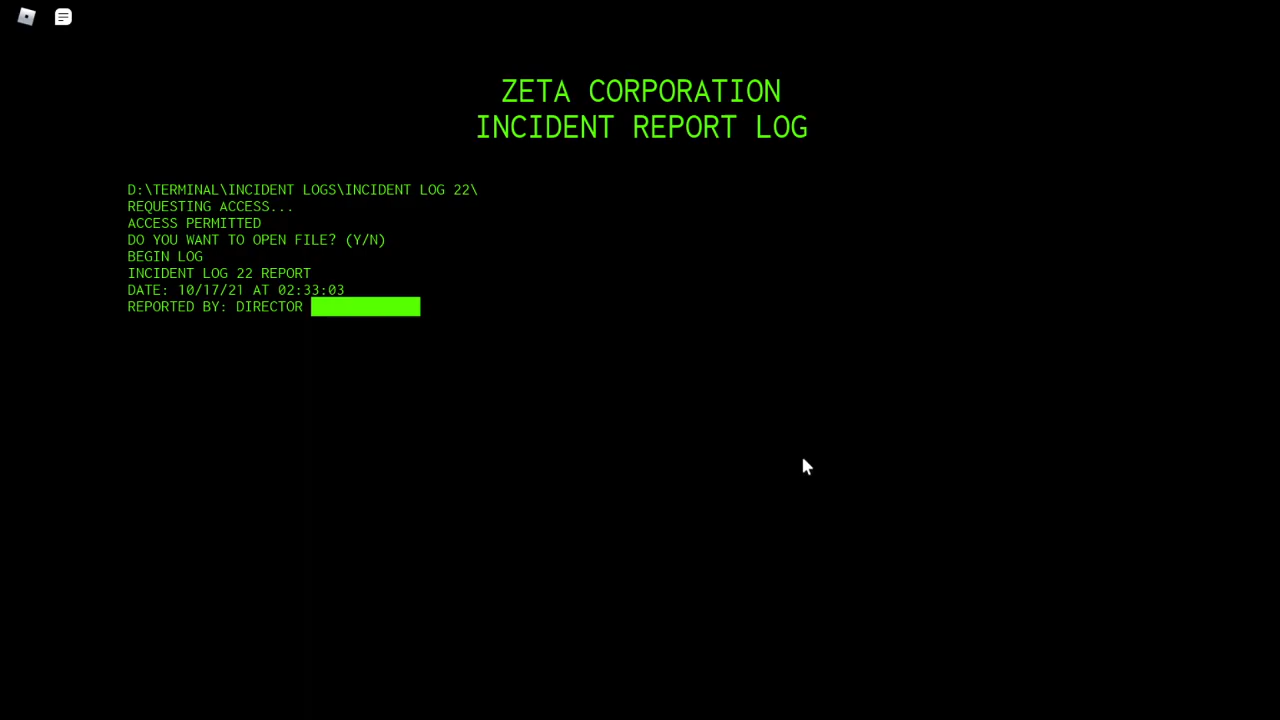 ZETA CORPORATION
INCIDENT REPORT LOG
D:\TERMINAL\INCIDENT LOGS\INCIDENT LOG 22\
REQUESTING ACCESS...
ACCESS PERMITTED
DO YOU WANT TO OPEN FILE? (Y/N)
BEGIN LOG
INCIDENT LOG 22 REPORT
DATE: 10/17/21 AT 02:33:03
REPORTED BY: DIRECTOR